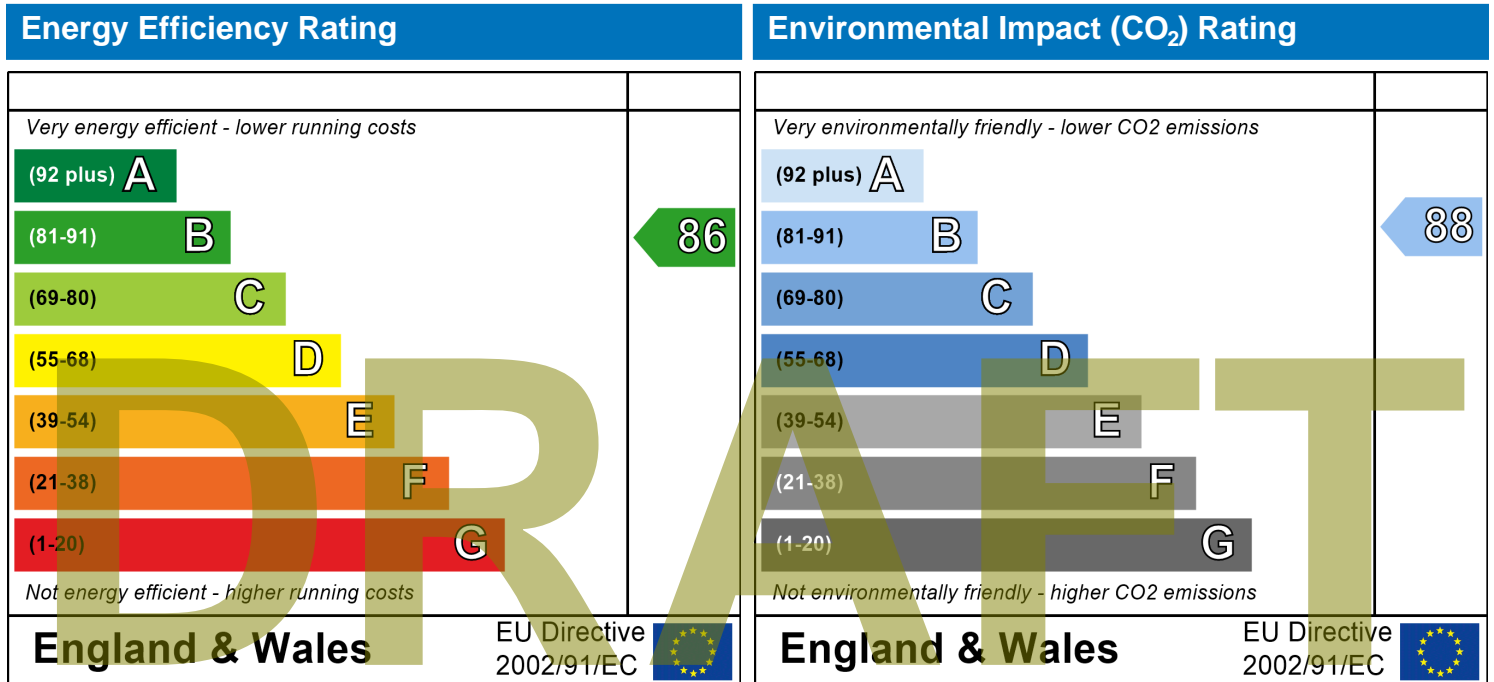 Energy Efficiency Rating
Very energy efficient - lower running costs
(92 plus) A
(81-91) B
86
(69-80) C
(55-68) D
(39-54) E
(21-38) F
(1-20) G
Not energy efficient - higher running costs
England & Wales
EU Directive
2002/91/EC
Environmental Impact (CO₂) Rating
Very environmentally friendly - lower CO2 emissions
(92 plus) A
(81-91) B
88
(69-80) C
(55-68) D
(39-54) E
(21-38) F
(1-20) G
Not environmentally friendly - higher CO2 emissions
England & Wales
EU Directive
2002/91/EC
DRAFT